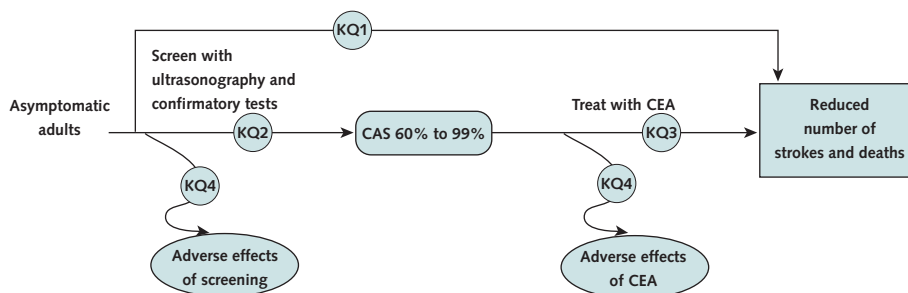 KQ1
Screen with
ultrasonography and
confirmatory tests
Asymptomatic
adults
KQ2
CAS 60% to 99%
Treat with CEA
KQ3
Reduced
number of
strokes and deaths
KQ4
Adverse effects
of screening
KQ4
Adverse effects
of CEA